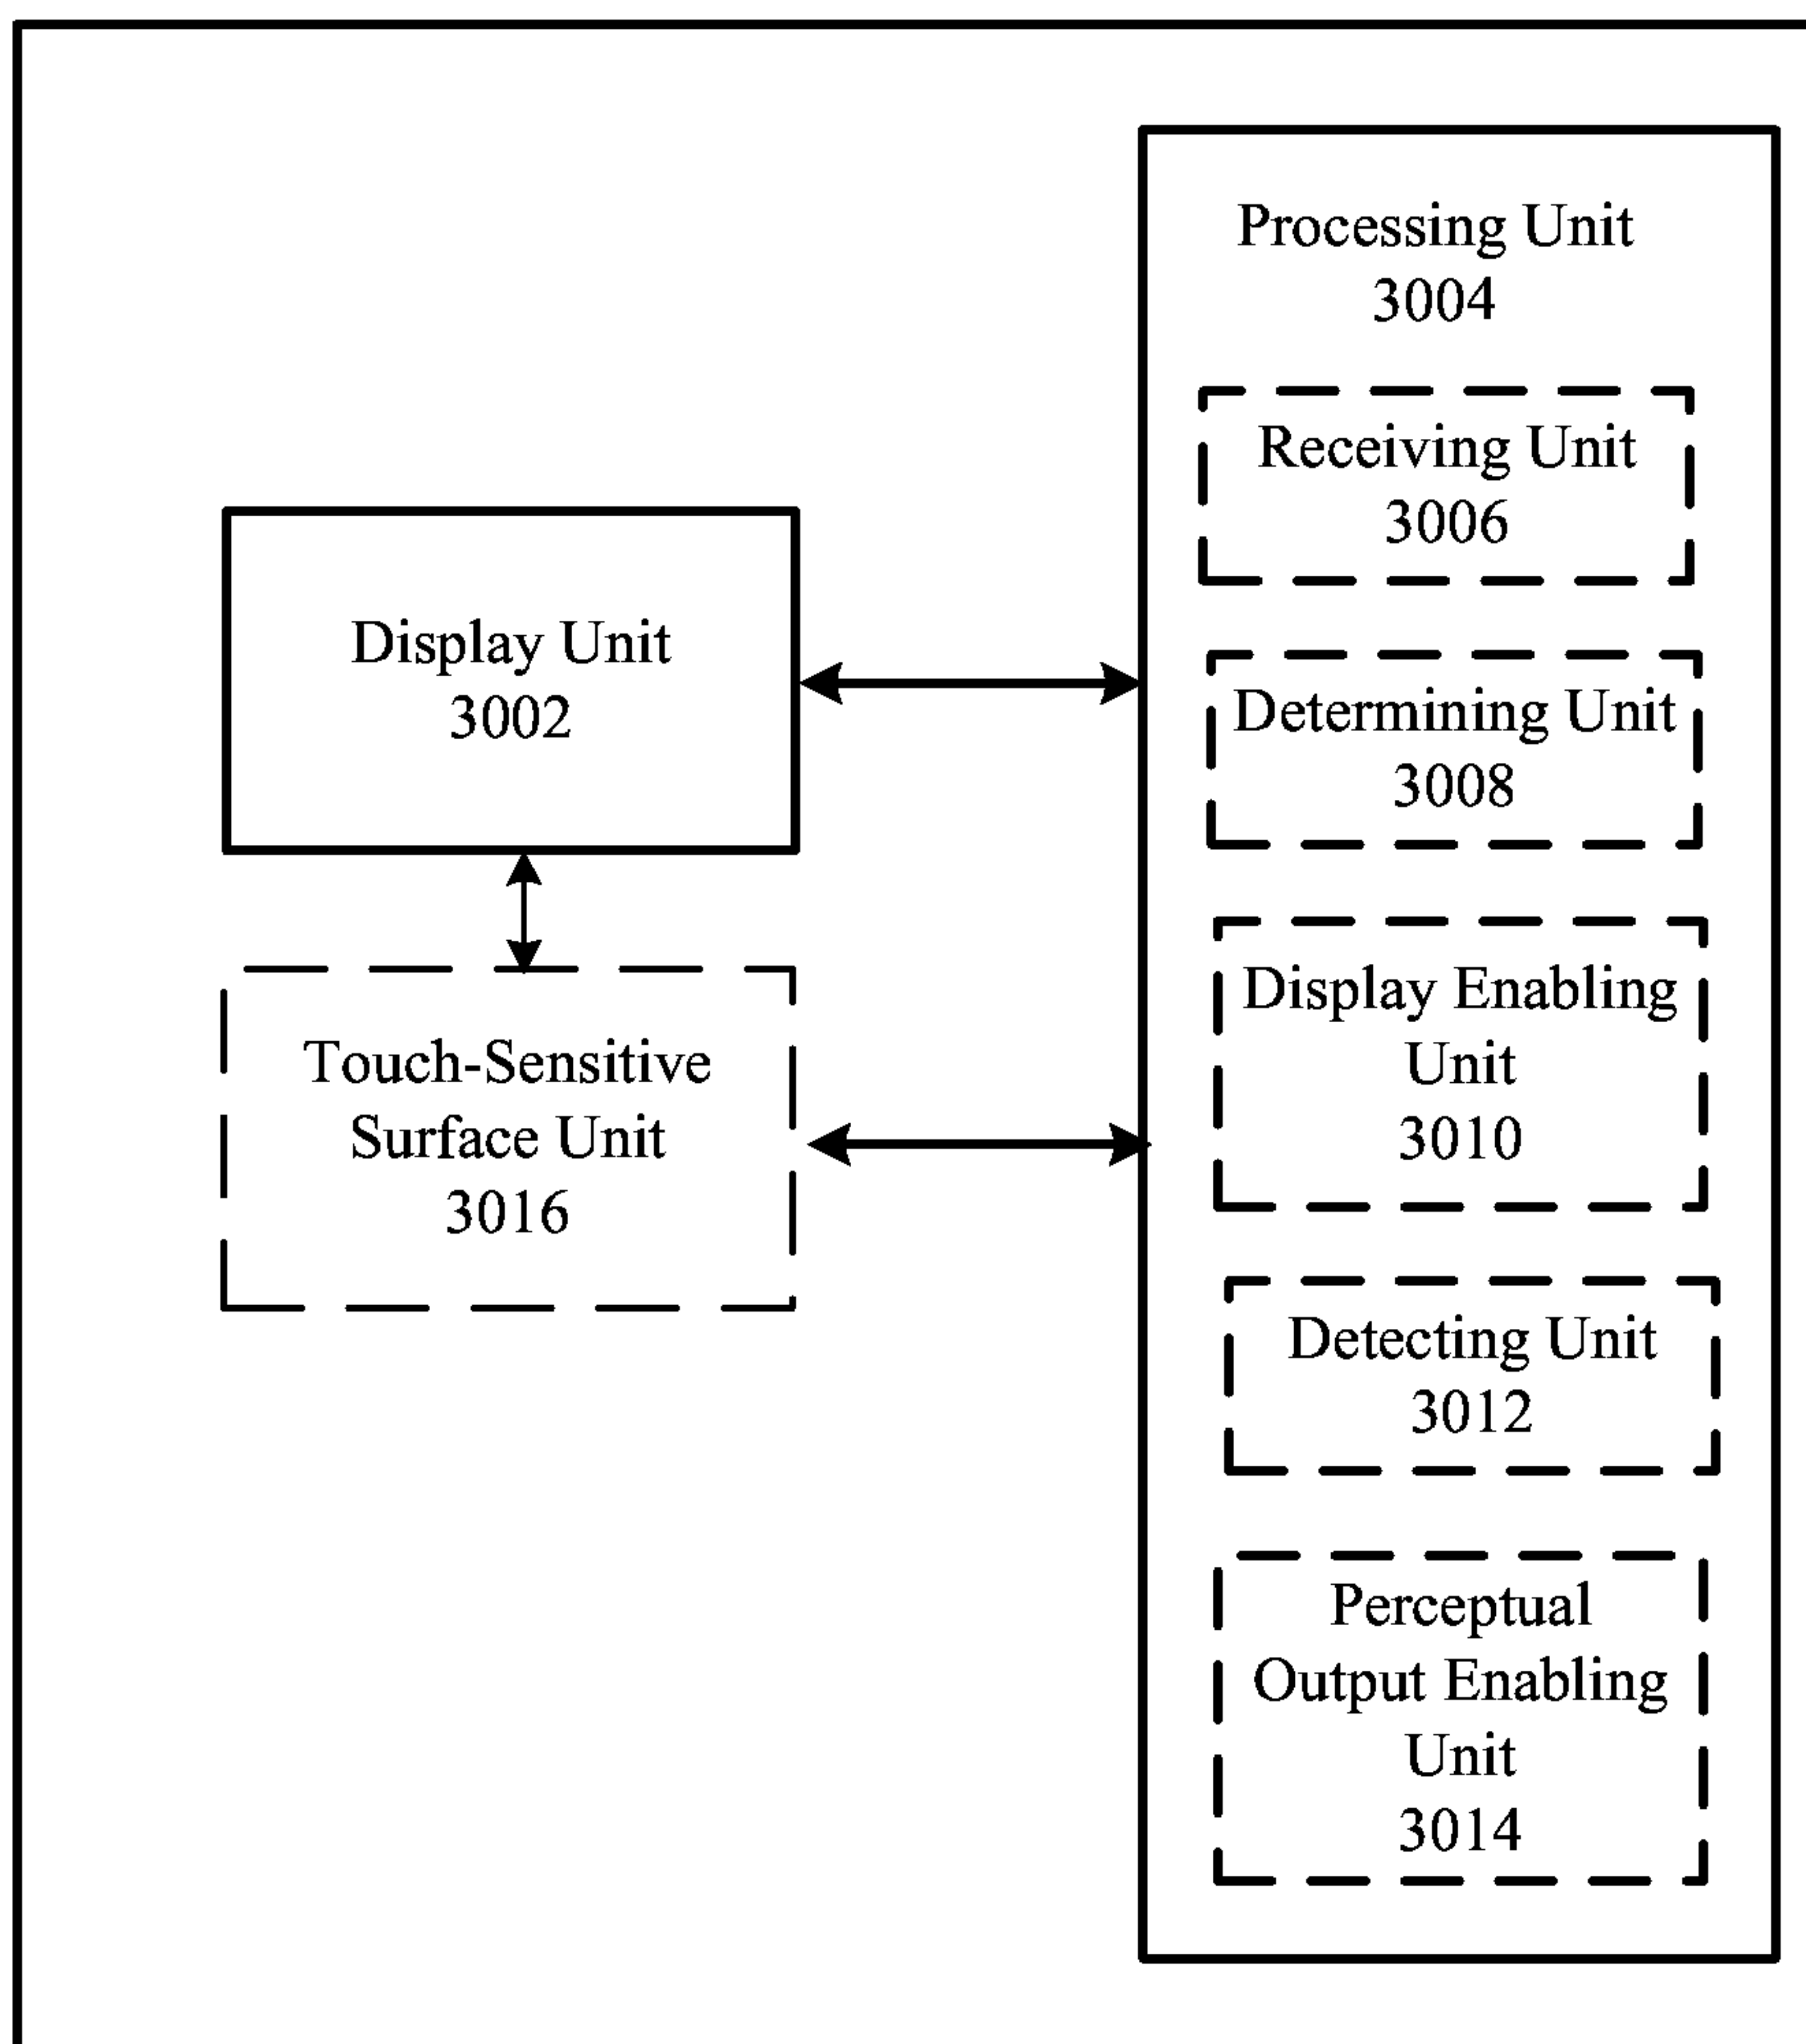 Processing Unit
3004
Receiving Unit
3006
Display Unit
3002
Determining Unit
3008
Display Enabling
Unit
3010
Touch-Sensitive
Surface Unit
3016
Detecting Unit
3012
Perceptual
Output Enabling
Unit
3014